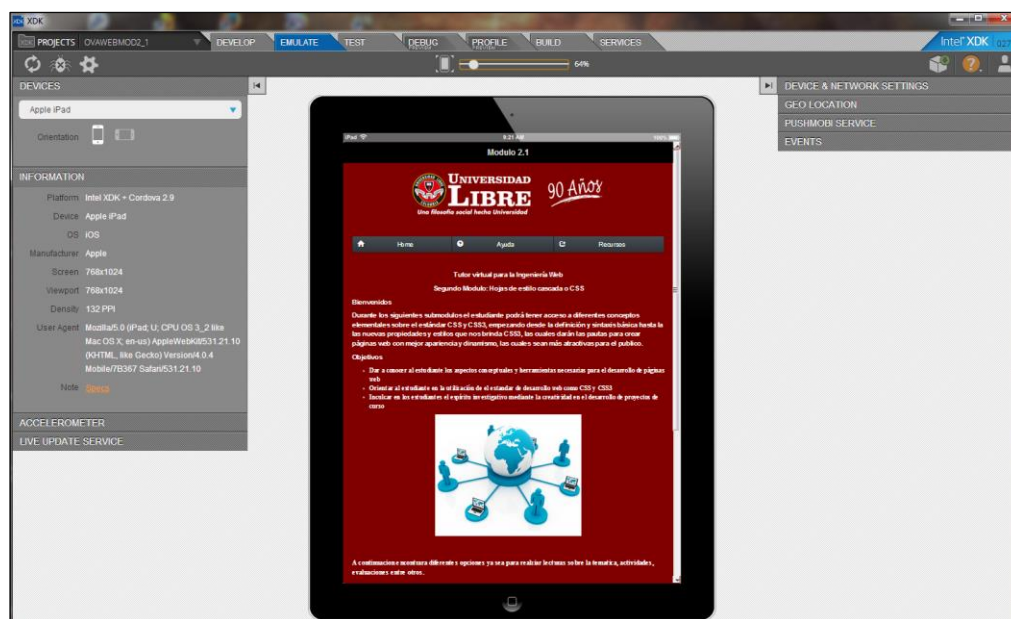 XDK
PROJECTS OVAWEBMOD2_1 DEVELOP EMULATE TEST DEBUG PROFILE BUILD SERVICES Intel XDK
64%
DEVICES
DEVICE & NETWORK SETTINGS
Apple iPad
GEO LOCATION
PUSHMOBI SERVICE
Orientation
EVENTS
INFORMATION
Platform Intel XDK + Cordova 2.9
Device Apple iPad
OS iOS
Manufacturer Apple
Screen 768x1024
Viewport 768x1024
Density 132 PPI
User Agent Mozilla/5.0 (iPad; U; CPU OS 3_2 like
Mac OS X; en-us) AppleWebKit/531.21.10
(KHTML, like Gecko) Version/4.0.4
Mobile/7B367 Safari/531.21.10
Note Specs
ACCELEROMETER
LIVE UPDATE SERVICE
iPad 9:21 AM 100%
Modulo 2.1
UNIVERSIDAD
LIBRE
90 Años
Una filosofía social hecha Universidad
Home Ayuda Recursos
Tutor virtual para la Ingeniería Web
Segundo Modulo: Hojas de estilo cascada o CSS
Bienvenidos
Durante los siguientes submodulos el estudiante podrá tener acceso a diferentes conceptos
elementales sobre el estándar CSS y CSS3, empezando desde la definición y sintaxis básica hasta la
las nuevas propiedades y estilos que nos brinda CSS3, las cuales darán las pautas para crear
páginas web con mejor apariencia y dinamismo, las cuales sean más atractivas para el publico.
Objetivos
- Dar a conocer al estudiante los aspectos conceptuales y herramientas necesarias para el desarrollo de páginas
web
- Orientar al estudiante en la utilización de el estandar de desarrollo web como CSS y CSS3
- Inculcar en los estudiantes el espíritu investigativo mediante la creatividad en el desarrollo de proyectos de
curso
A continuacion encontrara diferentes opciones ya sea para realizar lecturas sobre la tematica, actividades,
evaluaciones entre otros.